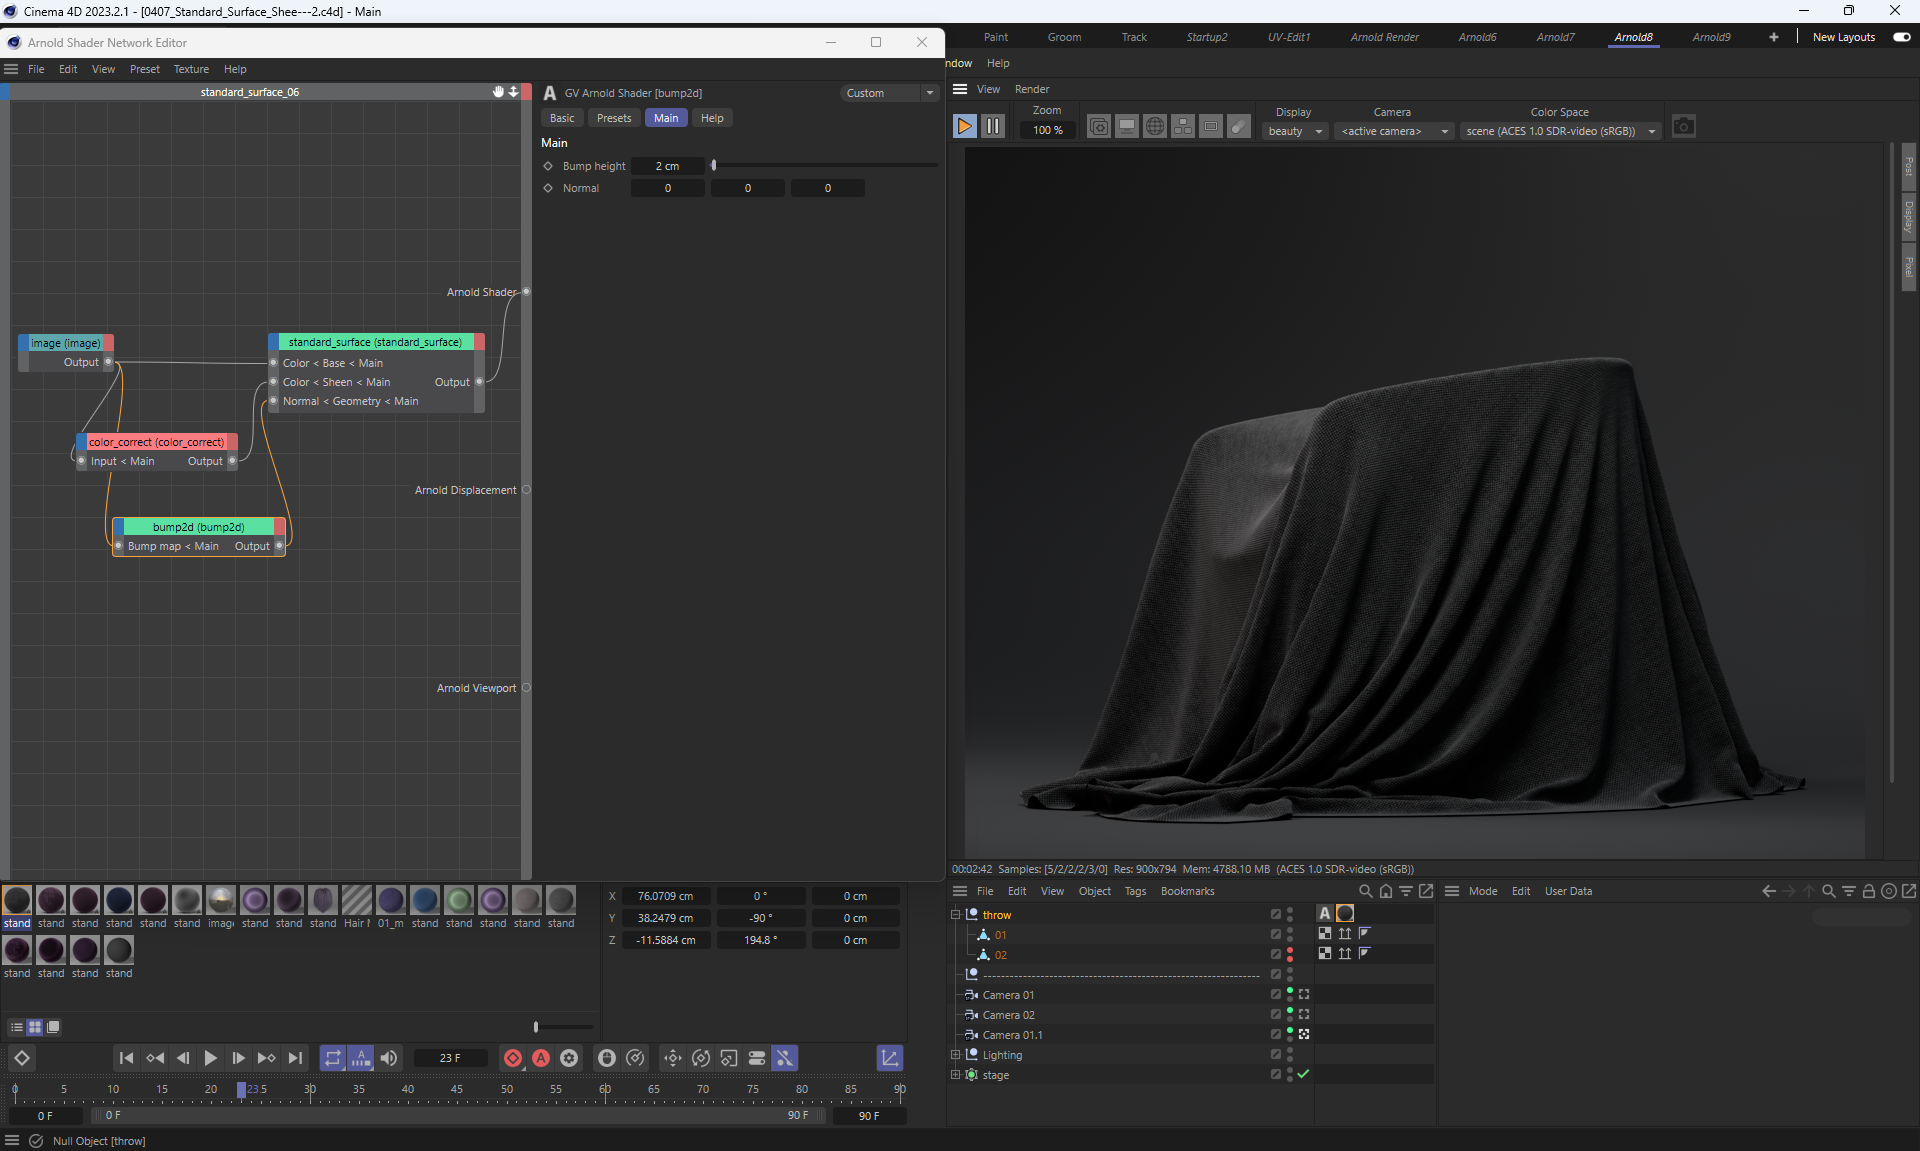 Cinema 4D 2023.2.1 - [0407_Standard_Surface_Shee---2.c4d] - Main
Arnold Shader Network Editor
File Edit View Preset Texture Help
Paint Groom Track Startup2 UV-Edit1 Arnold Render Arnold6 Arnold7 Arnold8 Arnold9 + New Layouts
ndow Help
standard_surface_06
A GV Arnold Shader [bump2d] Custom
Basic Presets Main Help
Main
Bump height 2 cm
Normal 0 0 0
Arnold Shader
image (image)
Output
standard_surface (standard_surface)
Color < Base < Main
Color < Sheen < Main Output
Normal < Geometry < Main
color_correct (color_correct)
Input < Main Output
Arnold Displacement
bump2d (bump2d)
Bump map < Main Output
Arnold Viewport
View Render
Zoom Display Camera Color Space
100 % beauty <active camera> scene (ACES 1.0 SDR-video (sRGB))
Post
Display
Pixel
00:02:42 Samples: [5/2/2/2/3/0] Res: 900x794 Mem: 4788.10 MB (ACES 1.0 SDR-video (sRGB))
stand stand stand stand stand stand image stand stand stand Hair 01_m stand stand stand stand stand
stand stand stand stand
X 76.0709 cm 0 ° 0 cm
Y 38.2479 cm -90 ° 0 cm
Z -11.5884 cm 194.8 ° 0 cm
File Edit View Object Tags Bookmarks
throw A
01
02
Camera 01
Camera 02
Camera 01.1
Lighting
stage
Mode Edit User Data
A A 23 F
0 5 10 15 20 23.5 30 35 40 45 50 55 60 65 70 75 80 85 90
0 F 0 F 90 F 90 F
Null Object [throw]